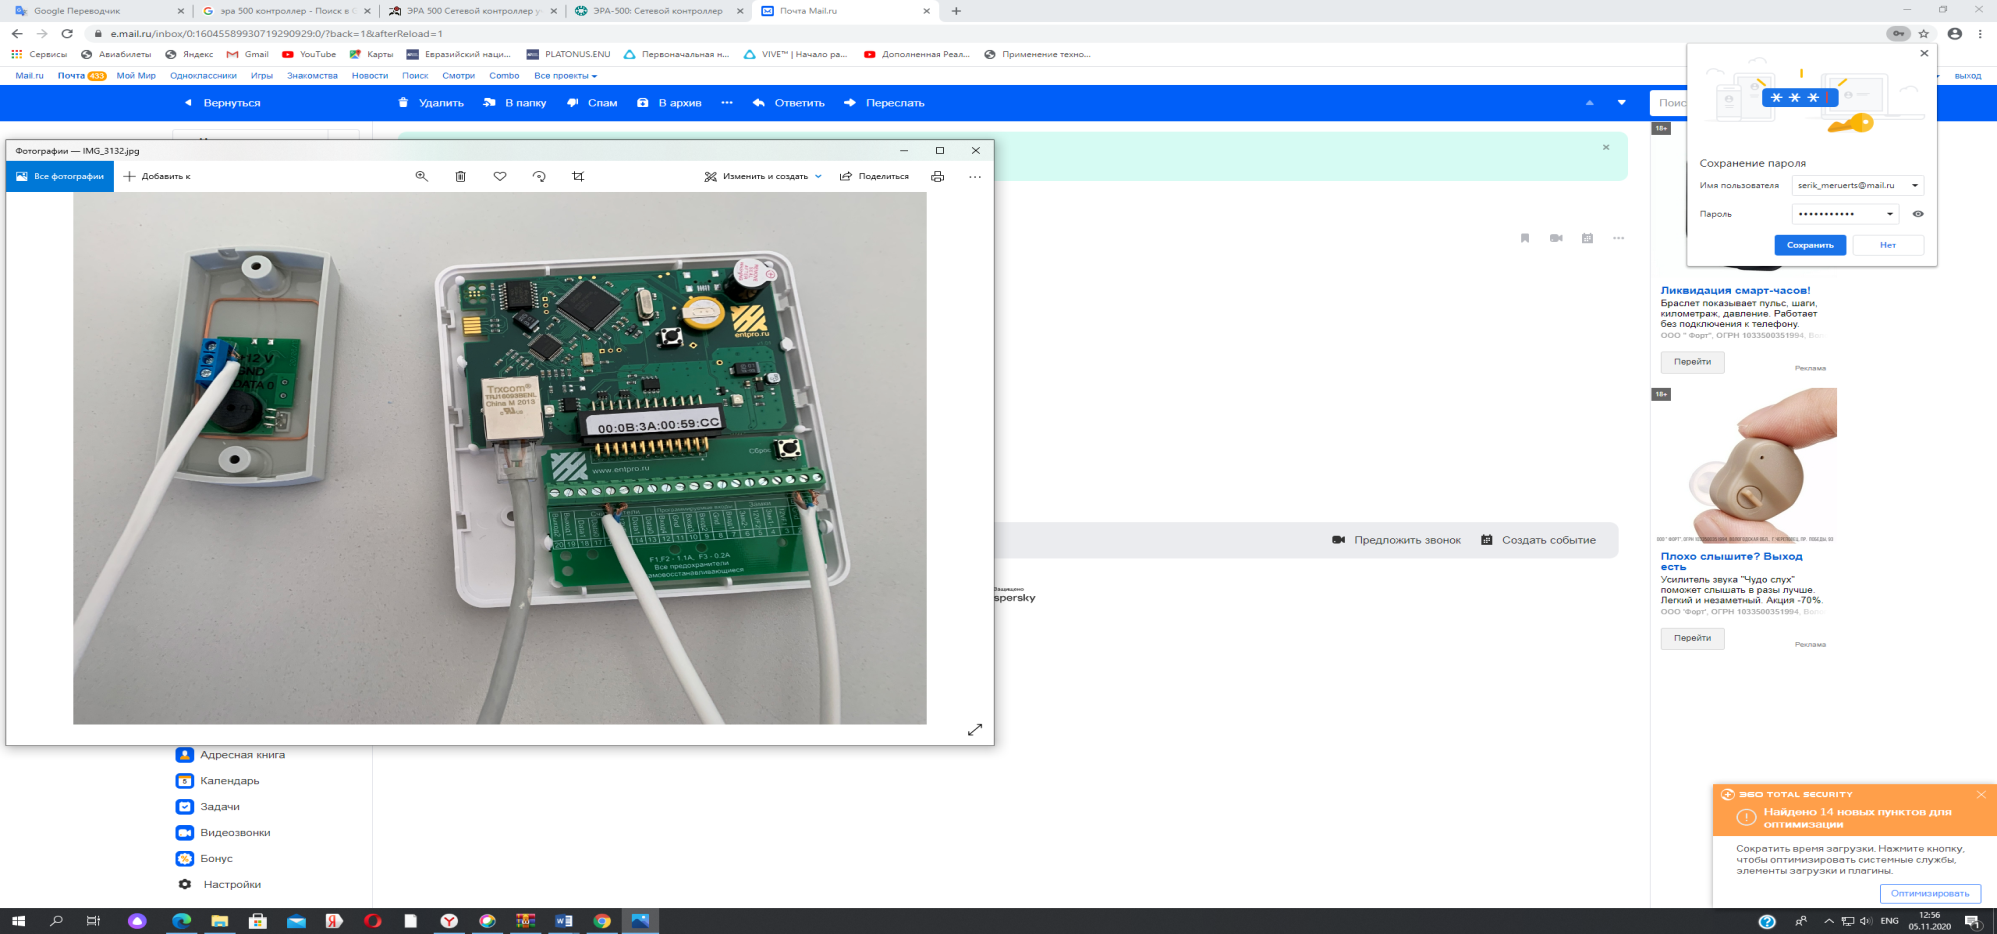 Google Переводчик
эра 500 контроллер - Поиск в G
ЭРА 500 Сетевой контроллер у
ЭРА-500: Сетевой контроллер
Почта Mail.ru
e.mail.ru/inbox/0:16045589930719290929:0/?back=1&afterReload=1
Сервисы
Авиабилеты
Яндекс
Gmail
YouTube
Карты
Евразийский наци...
PLATONUS.ENU
Первоначальная н...
VIVE™ | Начало ра...
Дополненная Реал...
Применение техно...
Mail.ru
Почта 433
Мой Мир
Одноклассники
Игры
Знакомства
Новости
Поиск
Смотри
Combo
Все проекты
выход
Вернуться
Удалить
В папку
Спам
В архив
Ответить
Переслать
Поис
Фотографии — IMG_3132.jpg
Все фотографии
Добавить к
Изменить и создать
Поделиться
+12 V
GND
DATA 0
entpro.ru
Trxcom
China M 2013
00:0B:3A:00:59:CC
Сброс
www.entpro.ru
Программируемые входы
F1,F2 - 1.1A, F3 - 0.2A
Все предохранители
амовосстанавливающиеся
Сохранение пароля
Имя пользователя
serik_meruerts@mail.ru
Пароль
Сохранить
Нет
18+
Ликвидация смарт-часов!
Браслет показывает пульс, шаги,
километраж, давление. Работает
без подключения к телефону.
ООО " Форт", ОГРН 1033500351994,
Перейти
Реклама
18+
Плохо слышите? Выход
есть
Усилитель звука "Чудо слух"
поможет слышать в разы лучше.
Легкий и незаметный. Акция -70%.
ООО "Форт", ОГРН 1033500351994,
Перейти
Реклама
Предложить звонок
Создать событие
Защищено
spersky
Адресная книга
Календарь
Задачи
Видеозвонки
Бонус
Настройки
360 TOTAL SECURITY
Найдено 14 новых пунктов для
оптимизации
Сократить время загрузки. Нажмите кнопку,
чтобы оптимизировать системные службы,
элементы загрузки и плагины.
Оптимизировать
ENG
12:56
05.11.2020